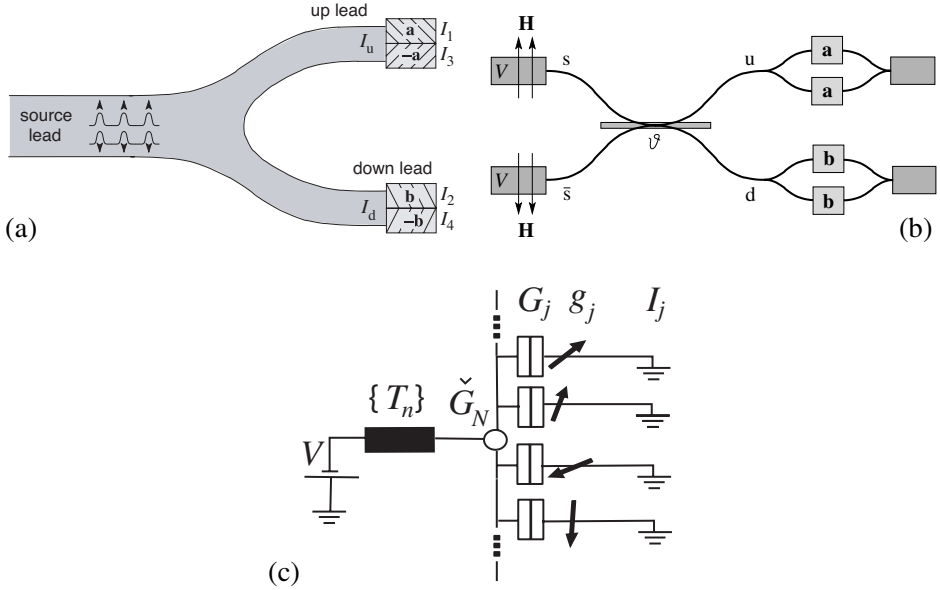 up lead
I_u
a
I_1
–a
I_3
source
lead
down lead
I_d
b
I_2
–b
I_4
(a)
H
V
s
u
a
a
ϑ
V
s̄
d
b
b
H
(b)
G_j g_j I_j
{T_n} Ǧ_N
V
(c)